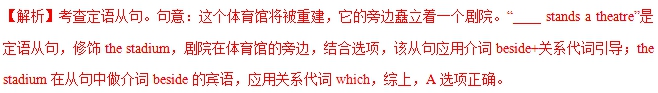 【解析】考查定语从句。句意：这个体育馆将被重建，它的旁边矗立着一个剧院。“____ stands a theatre”是
定语从句，修饰 the stadium，剧院在体育馆的旁边，结合选项，该从句应用介词 beside+关系代词引导；the
stadium 在从句中做介词 beside 的宾语，应用关系代词 which，综上，A 选项正确。